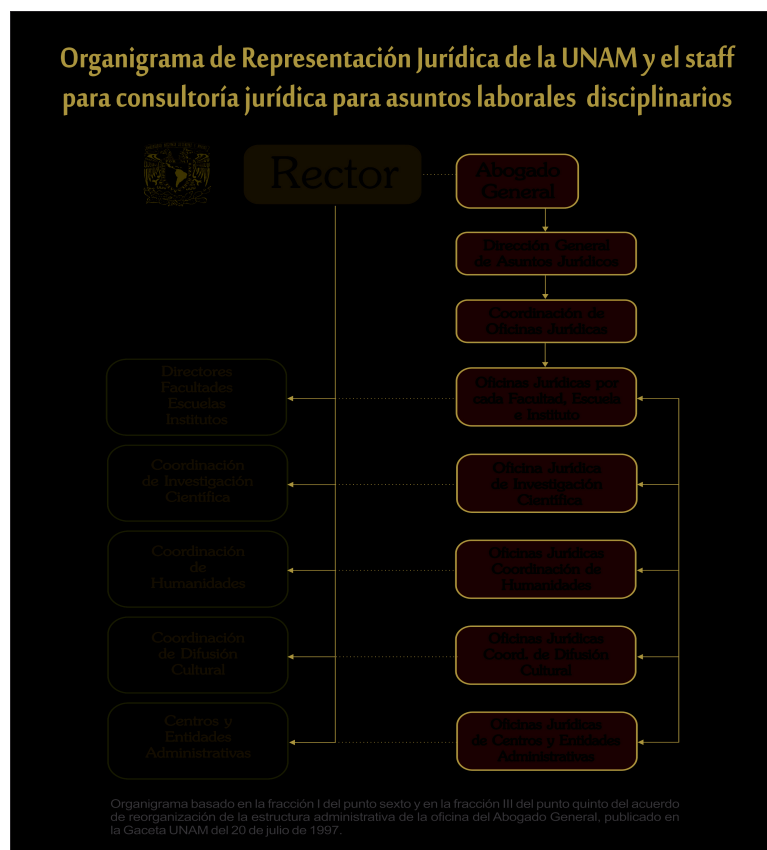 Organigrama de Representación Jurídica de la UNAM y el staff
para consultoría jurídica para asuntos laborales disciplinarios
Rector
Abogado
General
Dirección General
de Asuntos Jurídicos
Coordinación de
Oficinas Jurídicas
Directores
Facultades
Escuelas
Institutos
Oficinas Jurídicas por
cada Facultad, Escuela
e Instituto
Coordinación
de Investigación
Científica
Oficina Jurídica
de Investigación
Científica
Coordinación
de
Humanidades
Oficinas Jurídicas
Coordinación de
Humanidades
Coordinación
de Difusión
Cultural
Oficinas Jurídicas
Coord. de Difusión
Cultural
Centros y
Entidades
Administrativas
Oficinas Jurídicas
de Centros y Entidades
Administrativas
Organigrama basado en la fracción I del punto sexto y en la fracción III del punto quinto del acuerdo
de reorganización de la estructura administrativa de la oficina del Abogado General, publicado en
la Gaceta UNAM del 20 de julio de 1997.